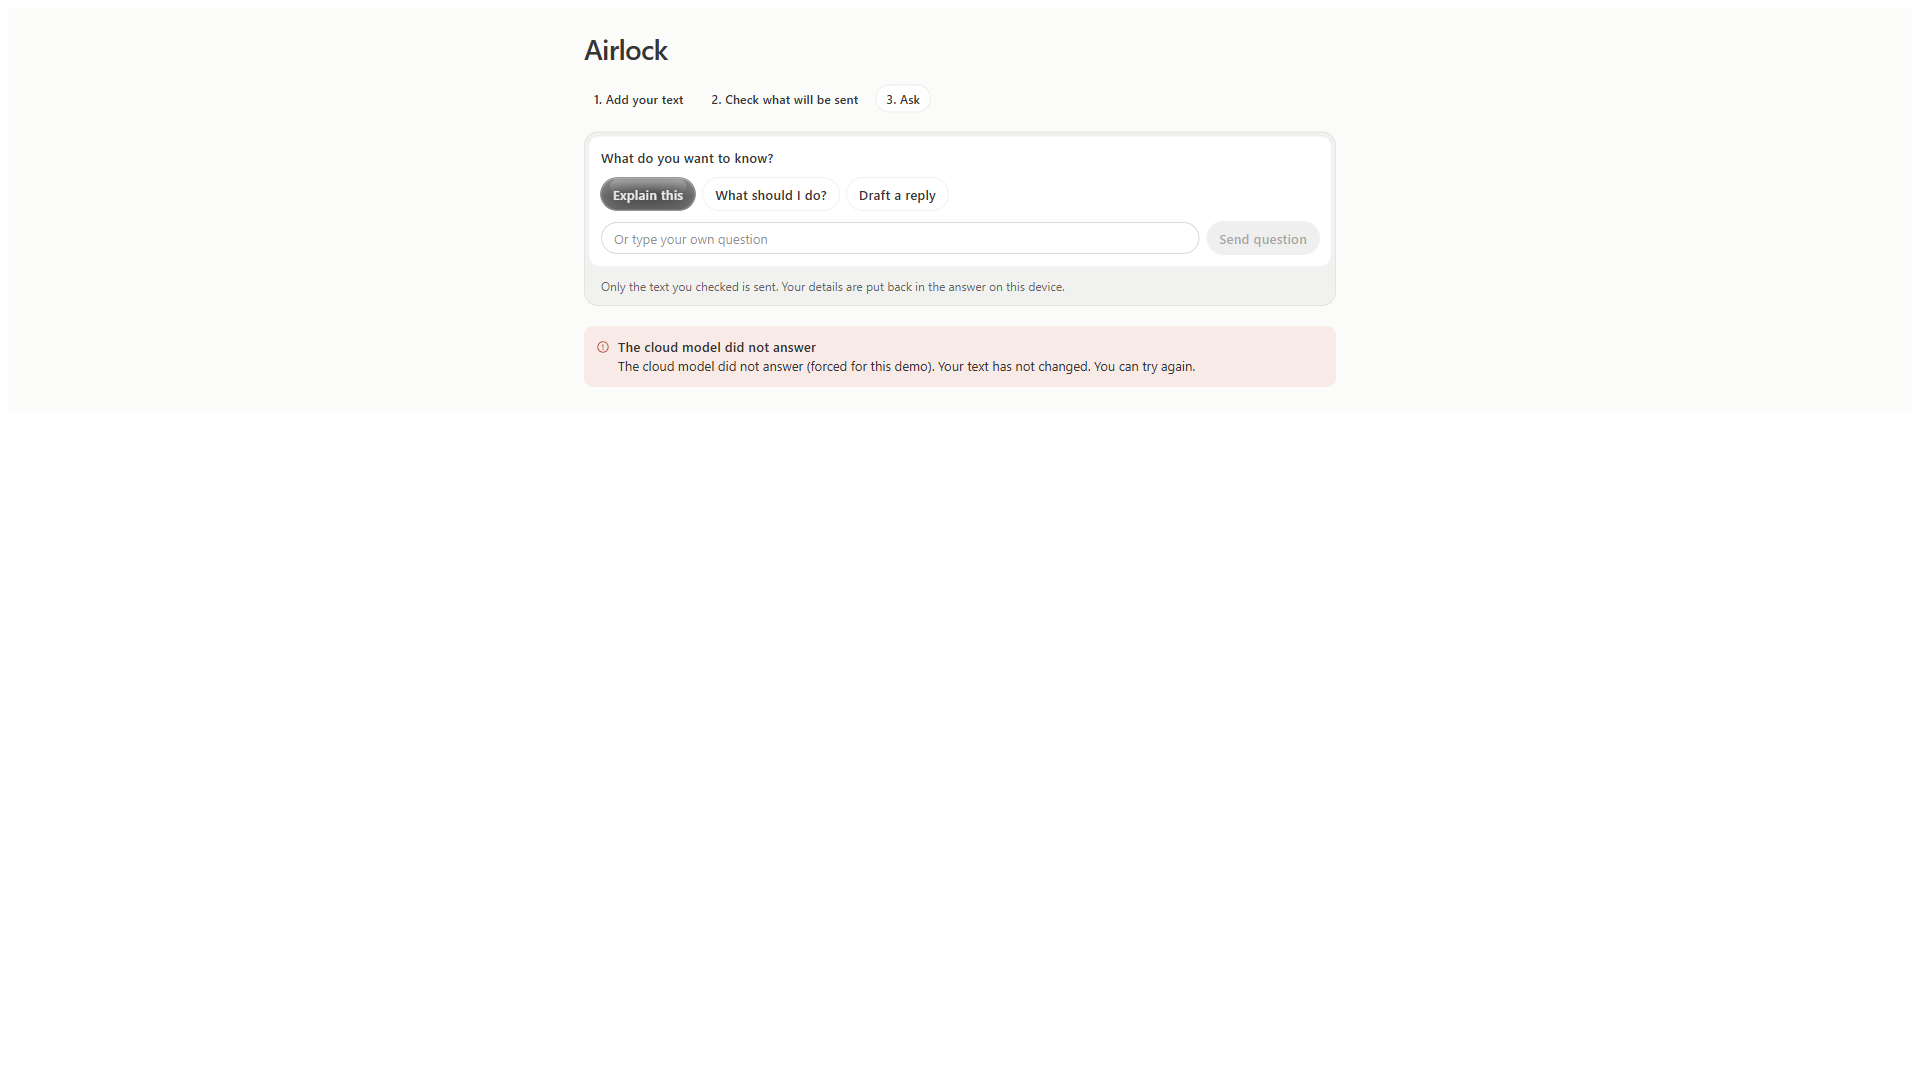 Airlock
1. Add your text 2. Check what will be sent 3. Ask
What do you want to know?
Explain this What should I do? Draft a reply
Or type your own question Send question
Only the text you checked is sent. Your details are put back in the answer on this device.
The cloud model did not answer
The cloud model did not answer (forced for this demo). Your text has not changed. You can try again.